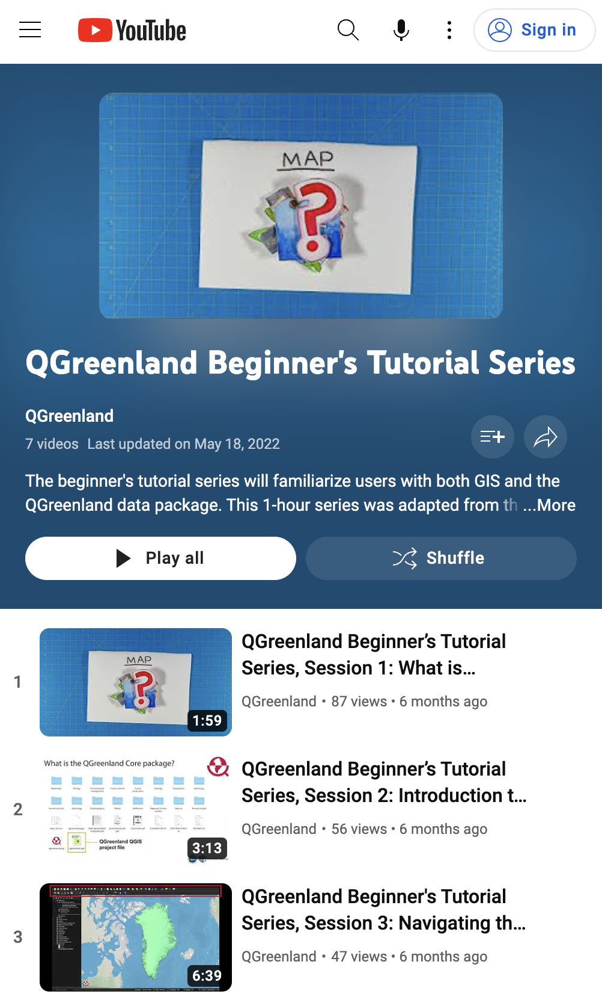 YouTube
Sign in
MAP
?
QGreenland Beginner's Tutorial Series
QGreenland
7 videos Last updated on May 18, 2022
The beginner's tutorial series will familiarize users with both GIS and the
QGreenland data package. This 1-hour series was adapted from th ...More
Play all
Shuffle
1
MAP
?
1:59
QGreenland Beginner’s Tutorial
Series, Session 1: What is...
QGreenland • 87 views • 6 months ago
2
What is the QGreenland Core package?
QGreenland QGIS
project file
3:13
QGreenland Beginner’s Tutorial
Series, Session 2: Introduction t...
QGreenland • 56 views • 6 months ago
3
6:39
QGreenland Beginner's Tutorial
Series, Session 3: Navigating th...
QGreenland • 47 views • 6 months ago